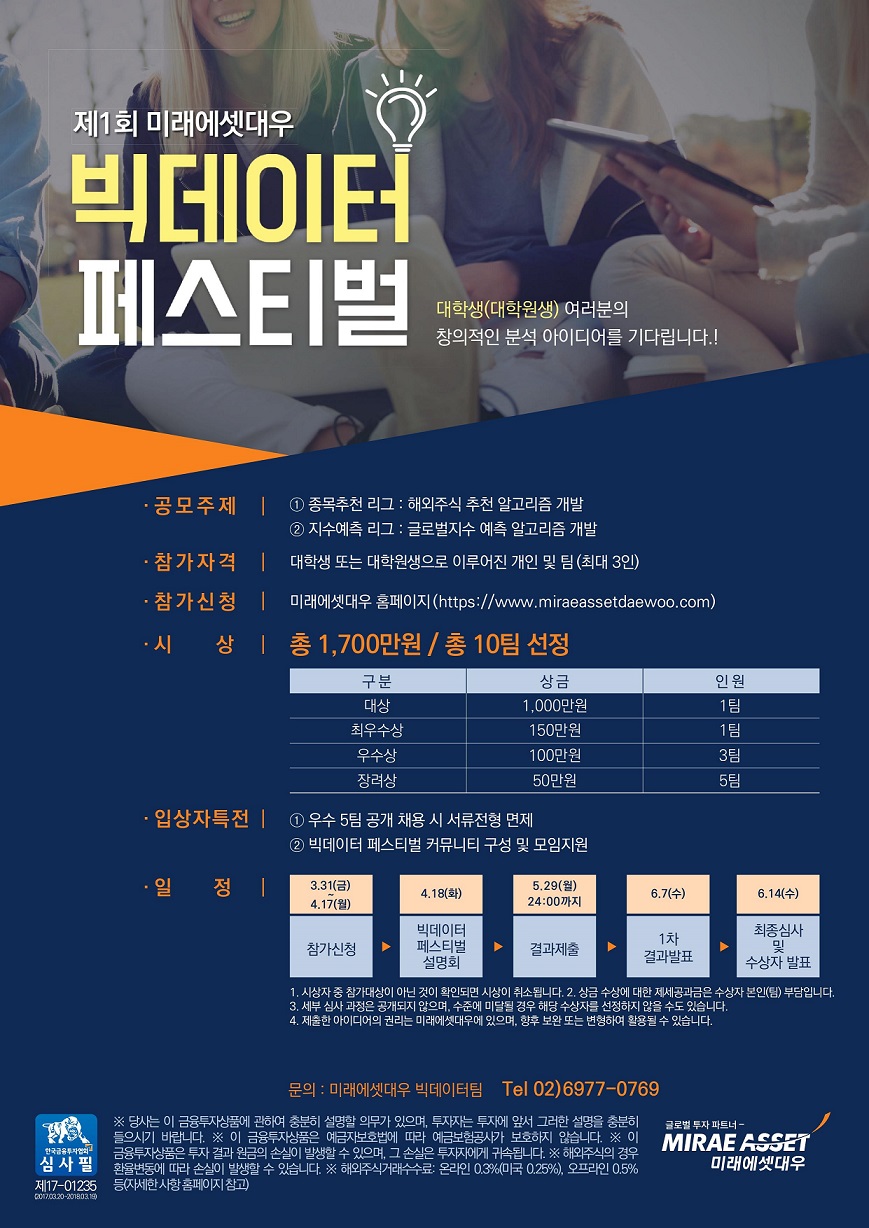 제1회 미래에셋대우
빅데이터
페스티벌
대학생(대학원생) 여러분의
창의적인 분석 아이디어를 기다립니다.!
· 공모주제 | ① 종목추천 리그 : 해외주식 추천 알고리즘 개발
② 지수예측 리그 : 글로벌지수 예측 알고리즘 개발
· 참가자격 | 대학생 또는 대학원생으로 이루어진 개인 및 팀(최대 3인)
· 참가신청 | 미래에셋대우 홈페이지(https://www.miraeassetdaewoo.com)
· 시 상 | 총 1,700만원 / 총 10팀 선정
구분 상금 인원
대상 1,000만원 1팀
최우수상 150만원 1팀
우수상 100만원 3팀
장려상 50만원 5팀
· 입상자특전 | ① 우수 5팀 공개 채용 시 서류전형 면제
② 빅데이터 페스티벌 커뮤니티 구성 및 모임지원
· 일 정 |
3.31(금)
~
4.17(월)
참가신청
4.18(화)
빅데이터
페스티벌
설명회
5.29(월)
24:00까지
결과제출
6.7(수)
1차
결과발표
6.14(수)
최종심사
및
수상자 발표
1. 시상자 중 참가대상이 아닌 것이 확인되면 시상이 취소됩니다. 2. 상금 수상에 대한 제세공과금은 수상자 본인(팀) 부담입니다.
3. 세부 심사 과정은 공개되지 않으며, 수준에 미달될 경우 해당 수상자를 선정하지 않을 수도 있습니다.
4. 제출한 아이디어의 권리는 미래에셋대우에 있으며, 향후 보완 또는 변형하여 활용될 수 있습니다.
문의 : 미래에셋대우 빅데이터팀 Tel 02)6977-0769
한국금융투자협회
심사필
제17-01235
(2017.03.20~2018.03.19)
※ 당사는 이 금융투자상품에 관하여 충분히 설명할 의무가 있으며, 투자자는 투자에 앞서 그러한 설명을 충분히
들으시기 바랍니다. ※ 이 금융투자상품은 예금자보호법에 따라 예금보험공사가 보호하지 않습니다. ※ 이
금융투자상품은 투자 결과 원금의 손실이 발생할 수 있으며, 그 손실은 투자자에게 귀속됩니다. ※ 해외주식의 경우
환율변동에 따라 손실이 발생할 수 있습니다. ※ 해외주식거래수수료: 온라인 0.3%(미국 0.25%), 오프라인 0.5%
등(자세한 사항 홈페이지 참고)
글로벌 투자 파트너 –
MIRAE ASSET
미래에셋대우